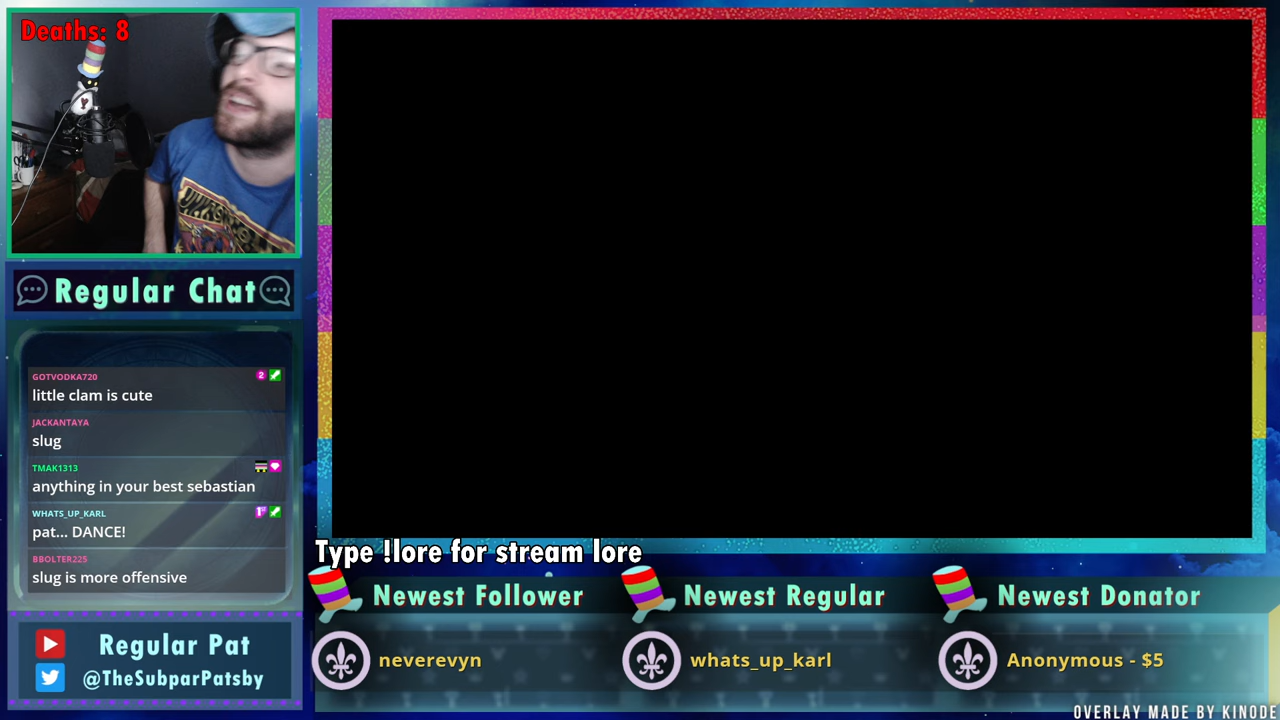 Deaths: 8
Regular Chat
GOTVODKA720
2
little clam is cute
JACKANTAYA
slug
TMAK1313
anything in your best sebastian
WHATS_UP_KARL
pat... DANCE!
BBOLTER225
slug is more offensive
Regular Pat
@TheSubparPatsby
Type !lore for stream lore
Newest Follower
neverevyn
Newest Regular
whats_up_karl
Newest Donator
Anonymous - $5
OVERLAY MADE BY KINODE